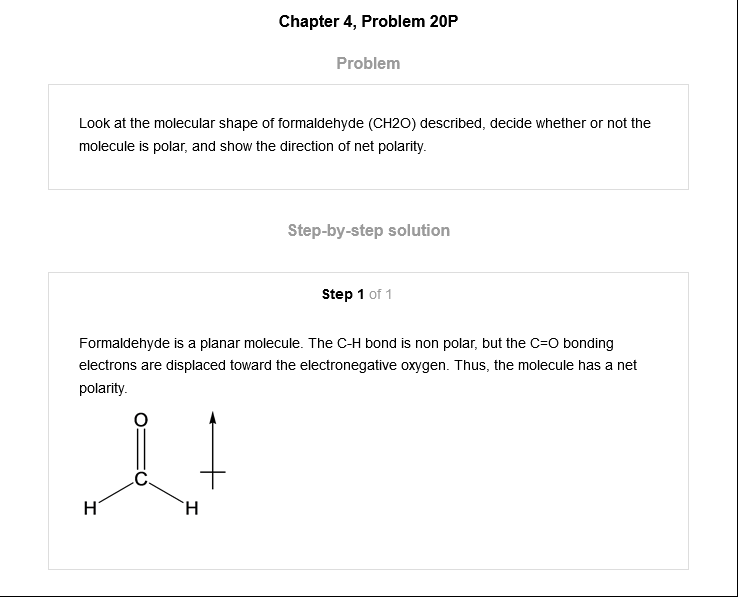 Chapter 4, Problem 20P
Problem
Look at the molecular shape of formaldehyde (CH2O) described, decide whether or not the
molecule is polar, and show the direction of net polarity.
Step-by-step solution
Step 1 of 1
Formaldehyde is a planar molecule. The C-H bond is non polar, but the C=O bonding
electrons are displaced toward the electronegative oxygen. Thus, the molecule has a net
polarity.
O
C
H H